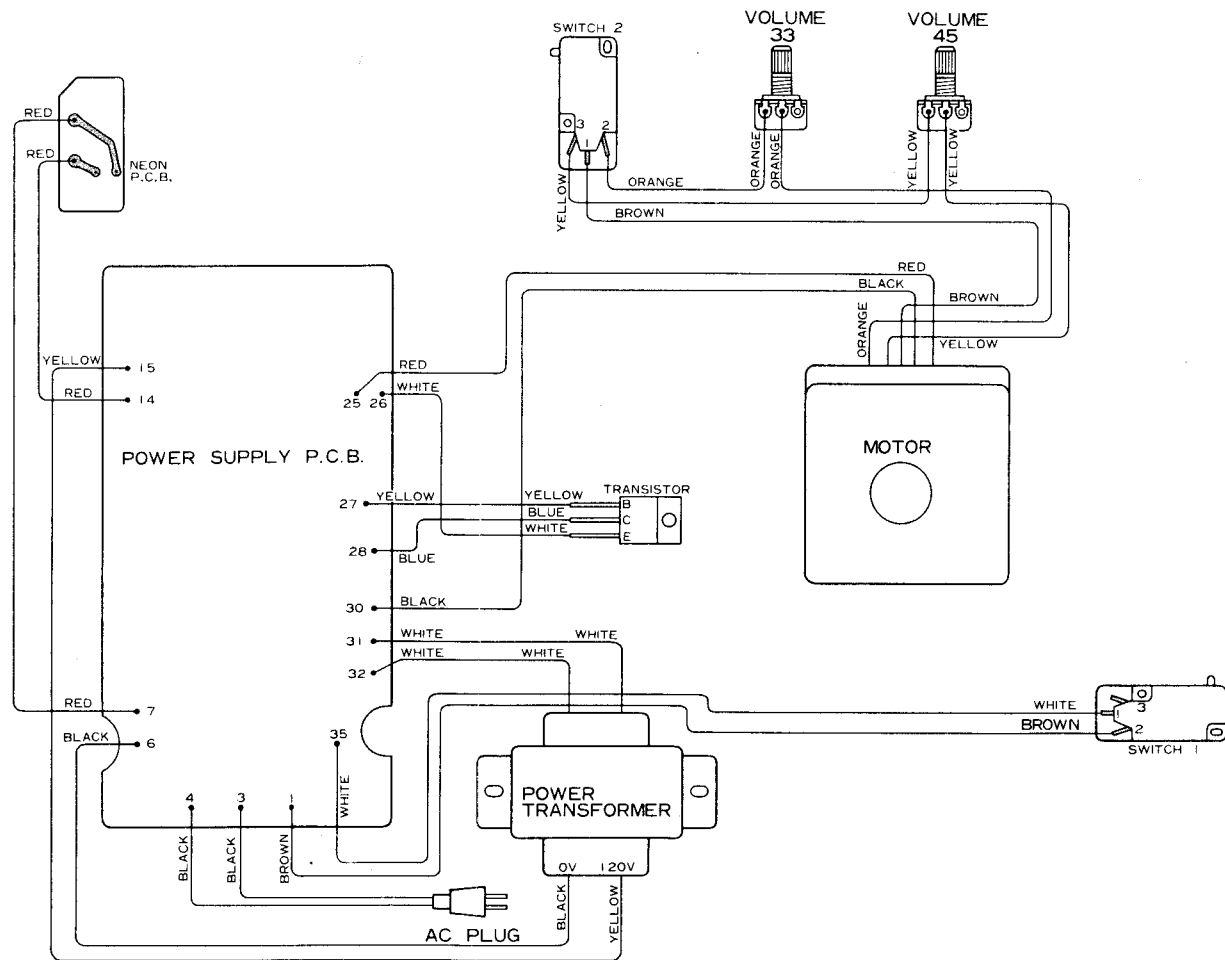 SWITCH 2
VOLUME
33
VOLUME
45
3
1
2
RED
RED
NEON
P.C.B.
ORANGE
ORANGE
YELLOW
YELLOW
ORANGE
YELLOW
BROWN
RED
BLACK
BROWN
ORANGE
YELLOW
YELLOW
15
RED
14
RED
25
26
WHITE
POWER SUPPLY P.C.B.
MOTOR
27
YELLOW
YELLOW
TRANSISTOR
B
BLUE
C
WHITE
E
28
BLUE
30
BLACK
31
WHITE
WHITE
32
WHITE
WHITE
RED
7
BLACK
6
35
WHITE
WHITE
BROWN
1
3
2
SWITCH 1
4
3
1
BLACK
BLACK
BROWN
POWER
TRANSFORMER
0V
120V
BLACK
YELLOW
AC PLUG